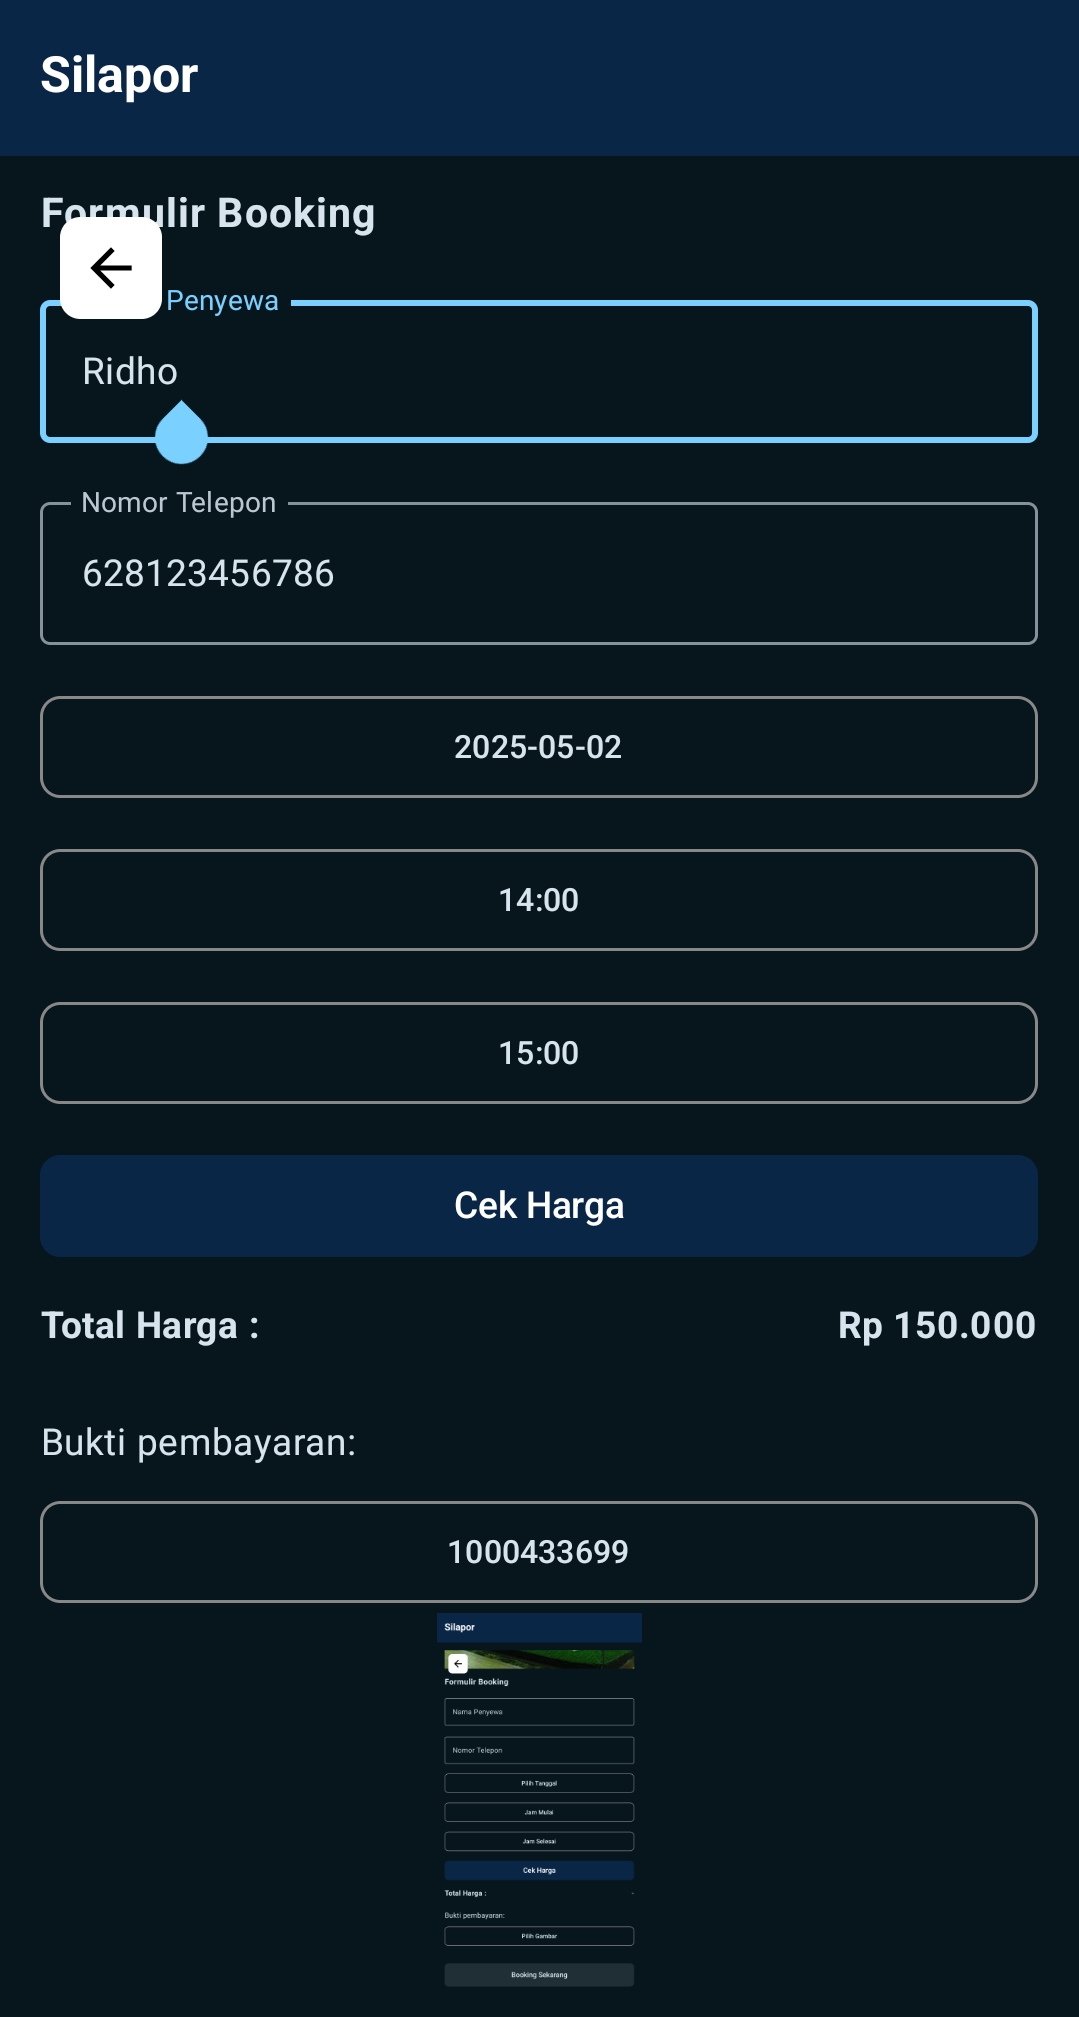 Silapor
Formulir Booking
Penyewa
Ridho
Nomor Telepon
628123456786
2025-05-02
14:00
15:00
Cek Harga
Total Harga : Rp 150.000
Bukti pembayaran:
1000433699
Silapor
Formulir Booking
Nama Penyewa
Nomor Telepon
Pilih Tanggal
Jam Mulai
Jam Selesai
Cek Harga
Total Harga : -
Bukti pembayaran:
Pilih Gambar
Booking Sekarang